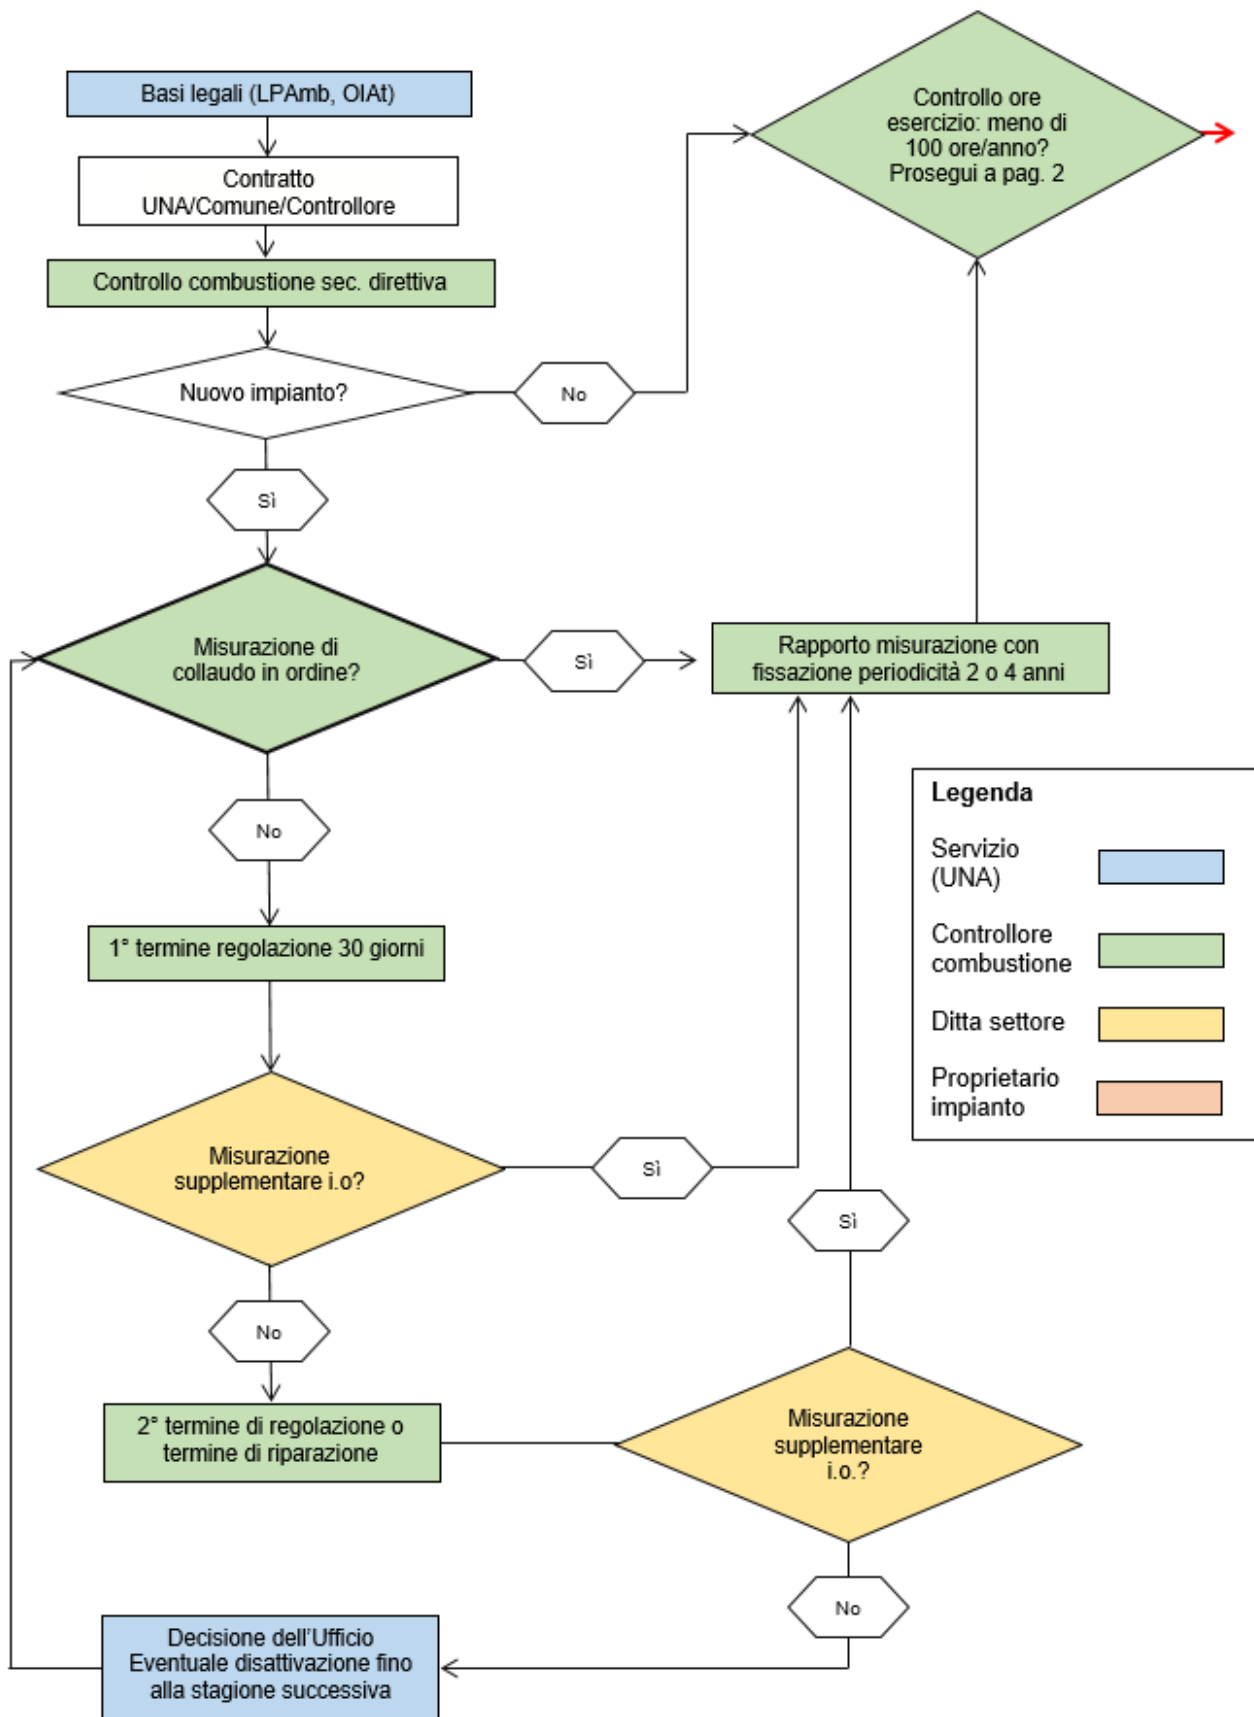 Basi legali (LPAmb, OIAt)
Contratto
UNA/Comune/Controllore
Controllo combustione sec. direttiva
Nuovo impianto?
No
Controllo ore
esercizio: meno di
100 ore/anno?
Prosegui a pag. 2
Sì
Misurazione di
collaudo in ordine?
Sì
Rapporto misurazione con
fissazione periodicità 2 o 4 anni
No
1° termine regolazione 30 giorni
Misurazione
supplementare i.o?
Sì
Sì
No
2° termine di regolazione o
termine di riparazione
Misurazione
supplementare
i.o.?
No
Decisione dell'Ufficio
Eventuale disattivazione fino
alla stagione successiva
Legenda
Servizio
(UNA)
Controllore
combustione
Ditta settore
Proprietario
impianto